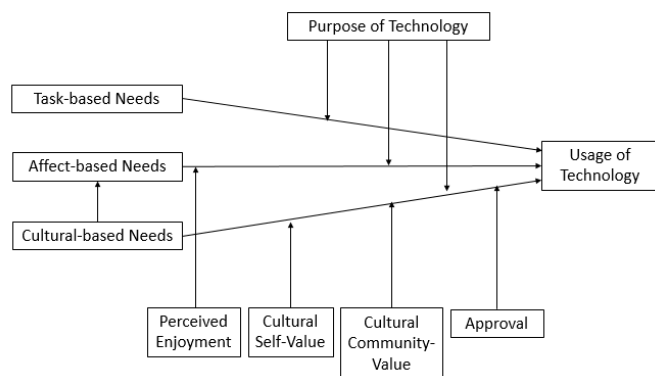 Purpose of Technology
Task-based Needs
Affect-based Needs
Usage of
Technology
Cultural-based Needs
Perceived
Enjoyment
Cultural
Self-Value
Cultural
Community-
Value
Approval